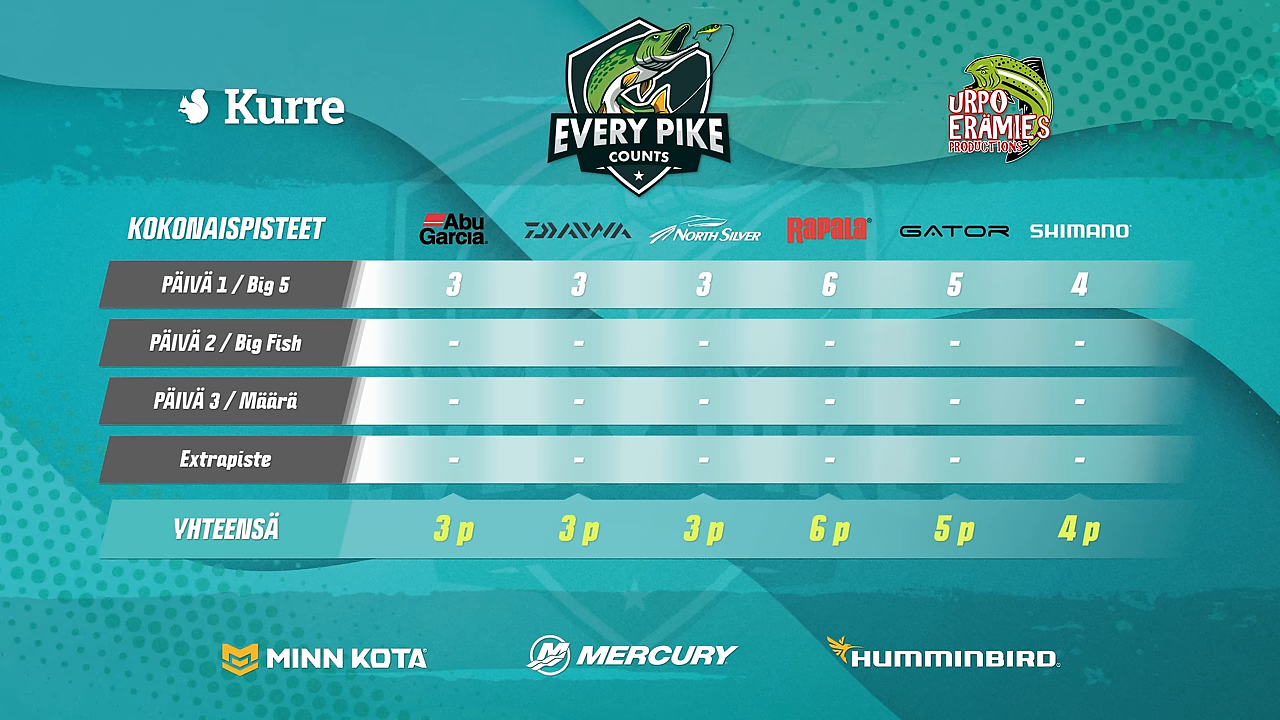 Kurre
EVERY PIKE
COUNTS
URPO
ERÄMIES
PRODUCTIONS
KOKONAISPISTEET
Abu
Garcia®
DAIWA
NORTH SILVER
RAPALA®
GATOR
SHIMANO
PÄIVÄ 1 / Big 5 3 3 3 6 5 4
PÄIVÄ 2 / Big Fish - - - - - -
PÄIVÄ 3 / Määrä - - - - - -
Extrapiste - - - - - -
YHTEENSÄ 3 p 3 p 3 p 6 p 5 p 4 p
MINN KOTA
MERCURY
HUMMINBIRD